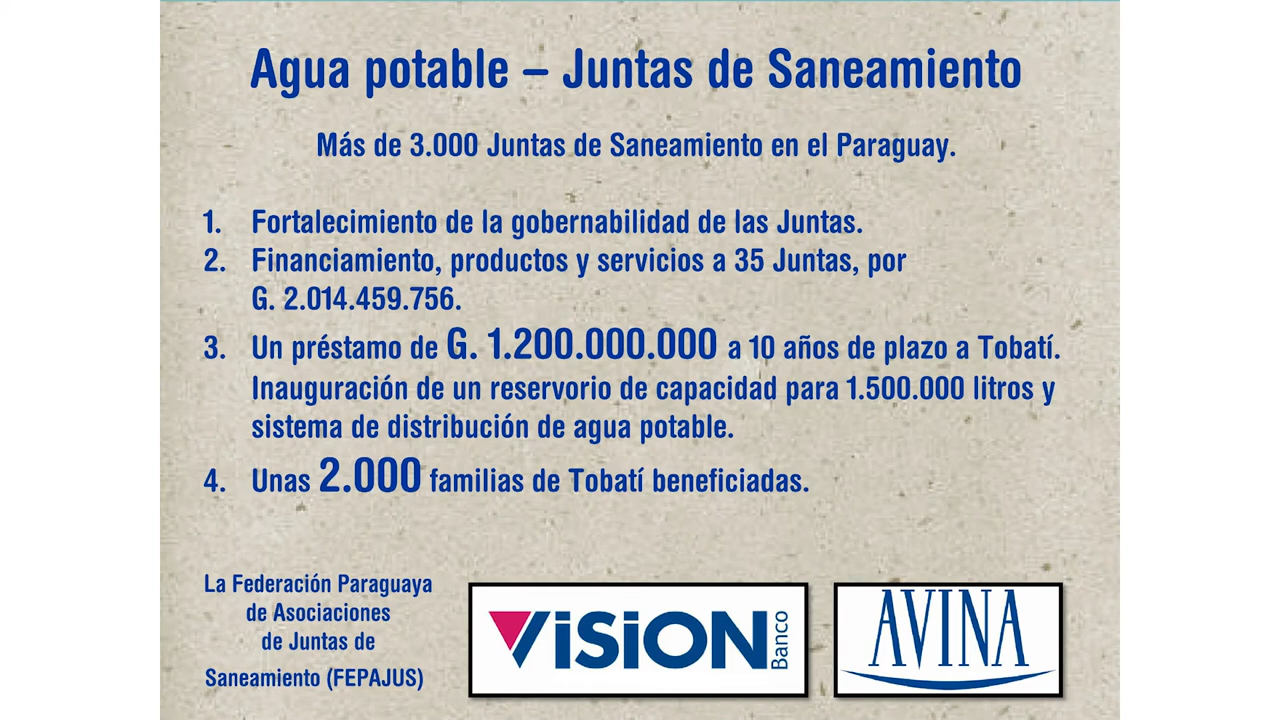 Agua potable – Juntas de Saneamiento
Más de 3.000 Juntas de Saneamiento en el Paraguay.
1. Fortalecimiento de la gobernabilidad de las Juntas.
2. Financiamiento, productos y servicios a 35 Juntas, por
G. 2.014.459.756.
3. Un préstamo de G. 1.200.000.000 a 10 años de plazo a Tobatí.
Inauguración de un reservorio de capacidad para 1.500.000 litros y
sistema de distribución de agua potable.
4. Unas 2.000 familias de Tobatí beneficiadas.
La Federación Paraguaya
de Asociaciones
de Juntas de
Saneamiento (FEPAJUS)
ViSiON Banco
AVINA